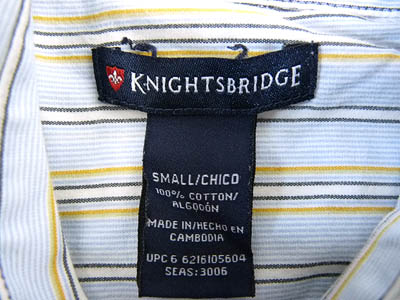 KNIGHTSBRIDGE
SMALL/CHICO
100% COTTON/
ALGODÓN
MADE IN/HECHO EN
CAMBODIA
UPC 6 6216105604
SEAS: 3006